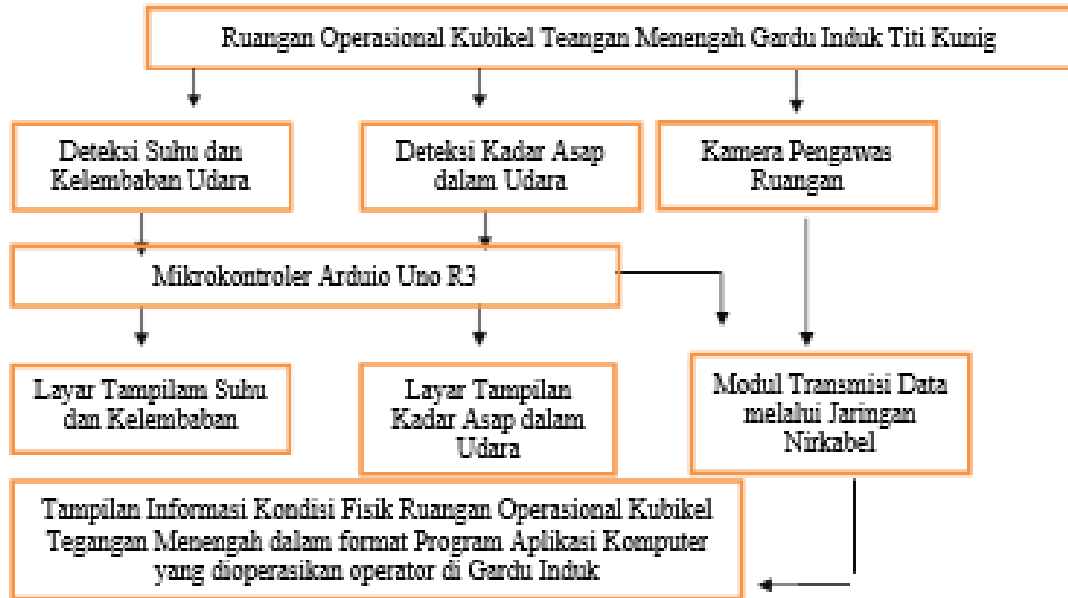 Ruangan Operasional Kubikel Teangan Menengah Gardu Induk Titi Kunig
Deteksi Suhu dan
Kelembaban Udara
Deteksi Kadar Asap
dalam Udara
Kamera Pengawas
Ruangan
Mikrokontroler Arduio Uno R3
Layar Tampilam Suhu
dan Kelembaban
Layar Tampilan
Kadar Asap dalam
Udara
Modul Transmisi Data
melalui Jaringan
Nirkabel
Tampilan Informasi Kondisi Fisik Ruangan Operasional Kubikel
Tegangan Menengah dalam format Program Aplikasi Komputer
yang dioperasikan operator di Gardu Induk